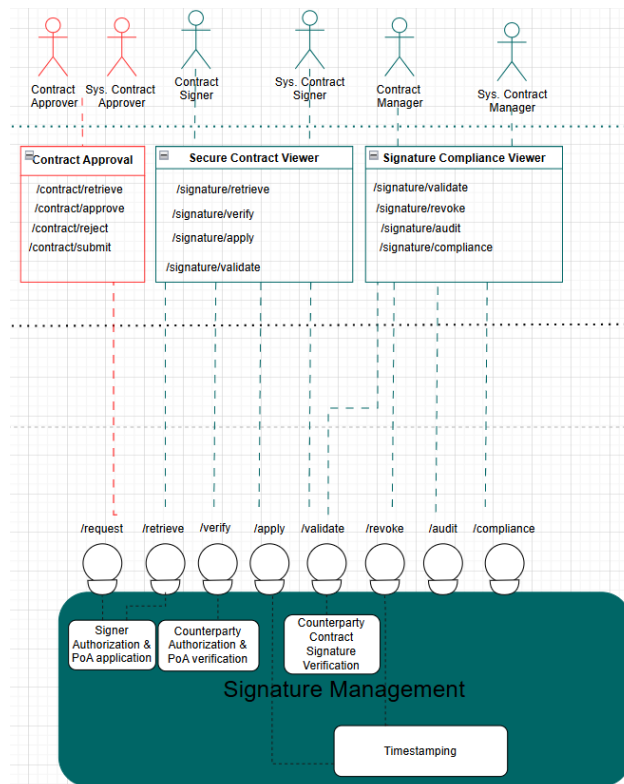 Contract
Approver
Sys. Contract
Approver
Contract
Signer
Sys. Contract
Signer
Contract
Manager
Sys. Contract
Manager
Contract Approval
/contract/retrieve
/contract/approve
/contract/reject
/contract/submit
Secure Contract Viewer
/signature/retrieve
/signature/verify
/signature/apply
/signature/validate
Signature Compliance Viewer
/signature/validate
/signature/revoke
/signature/audit
/signature/compliance
/request
/retrieve
/verify
/apply
/validate
/revoke
/audit
/compliance
Signer
Authorization &
PoA application
Counterparty
Authorization &
PoA verification
Counterparty
Contract
Signature
Verification
Signature Management
Timestamping